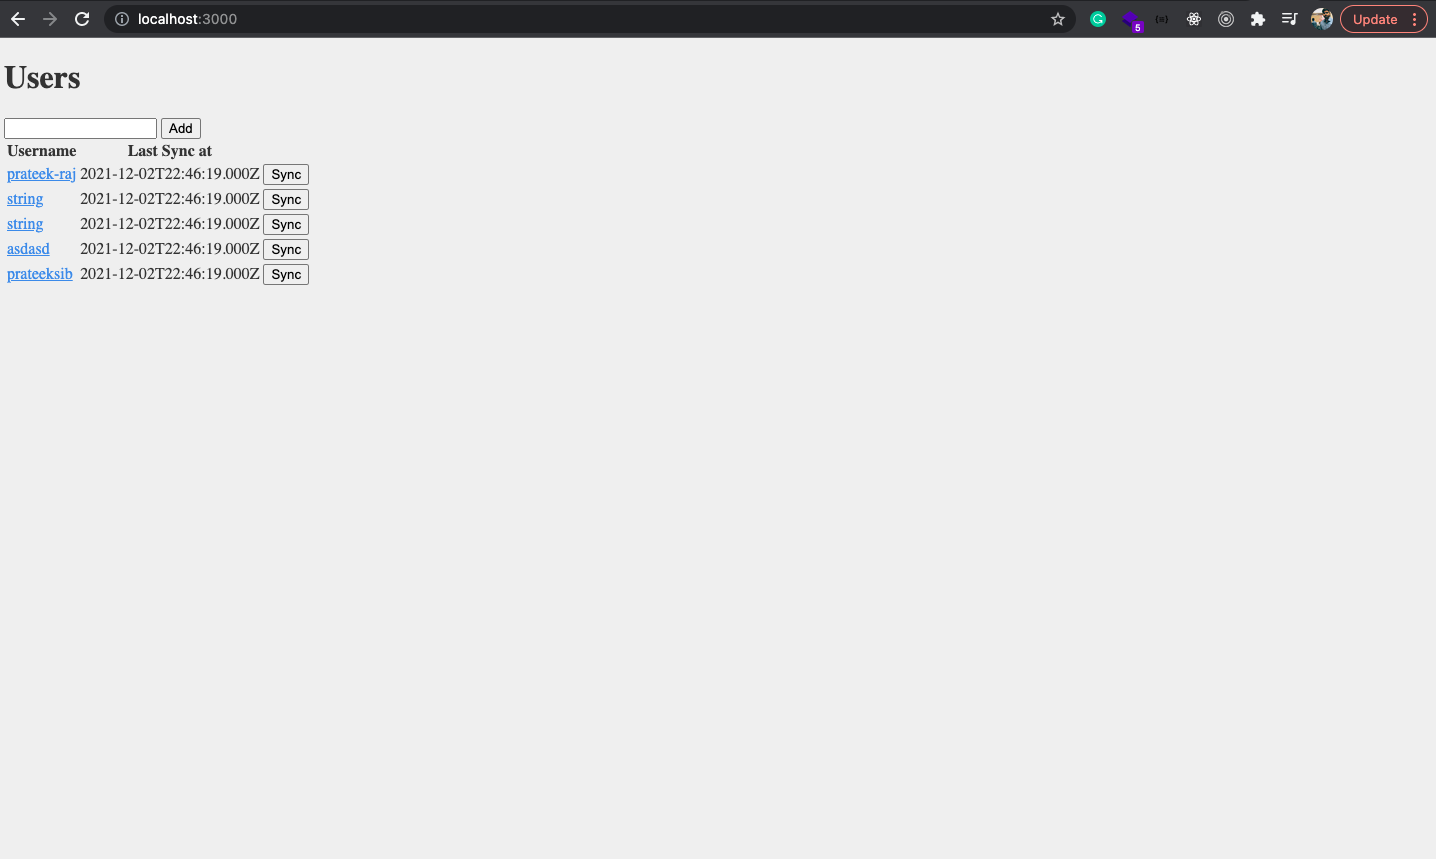 localhost:3000
5
Update
Users
Add
Username Last Sync at
prateek-raj 2021-12-02T22:46:19.000Z Sync
string 2021-12-02T22:46:19.000Z Sync
string 2021-12-02T22:46:19.000Z Sync
asdasd 2021-12-02T22:46:19.000Z Sync
prateeksib 2021-12-02T22:46:19.000Z Sync